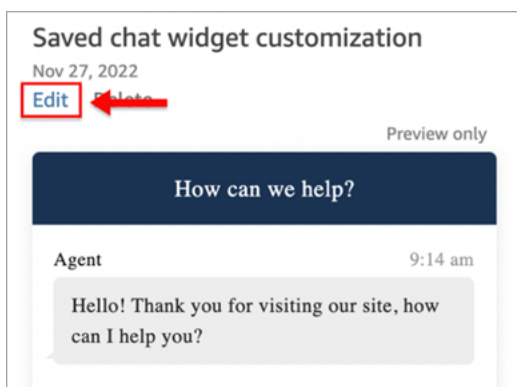 Saved chat widget customization
Nov 27, 2022
Edit Delete
Preview only
How can we help?
Agent 9:14 am
Hello! Thank you for visiting our site, how
can I help you?